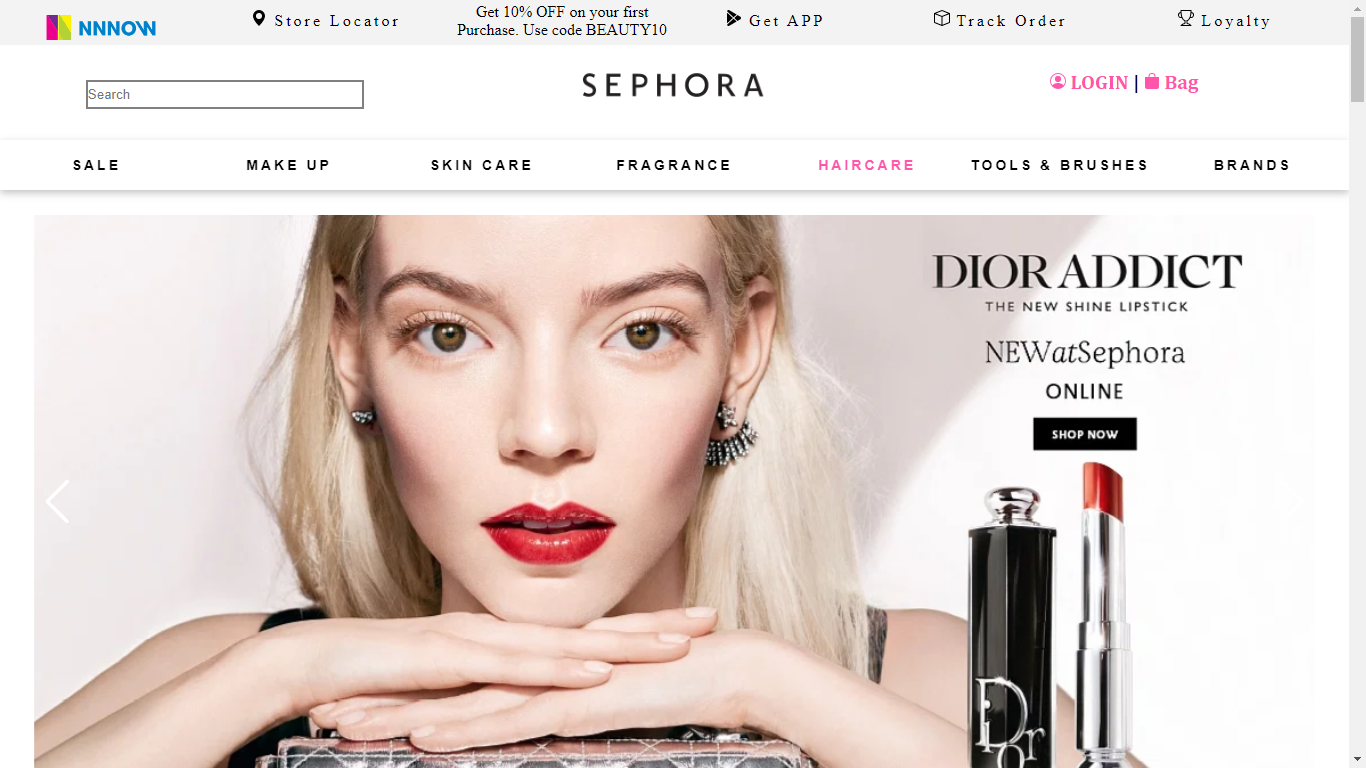 NNNOW
Store Locator
Get 10% OFF on your first
Purchase. Use code BEAUTY10
Get APP
Track Order
Loyalty
Search
SEPHORA
LOGIN | Bag
SALE
MAKE UP
SKIN CARE
FRAGRANCE
HAIRCARE
TOOLS & BRUSHES
BRANDS
DIOR ADDICT
THE NEW SHINE LIPSTICK
NEWatSephora
ONLINE
SHOP NOW
Dior